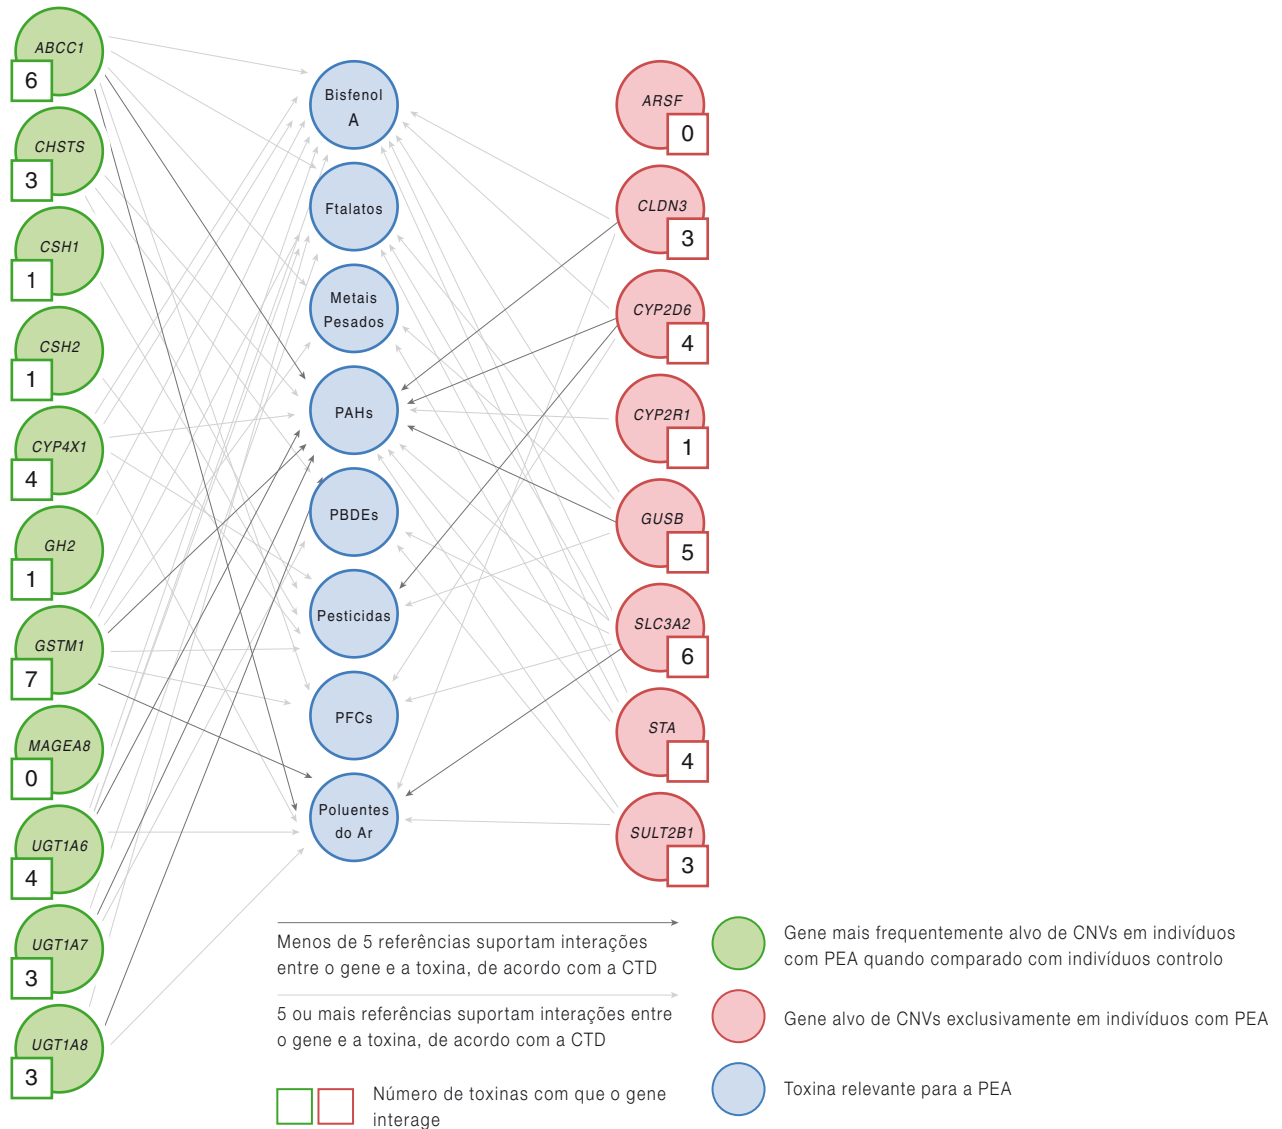 ABCC1
6
CHSTS
3
CSH1
1
CSH2
1
CYP4X1
4
GH2
1
GSTM1
7
MAGEA8
0
UGT1A6
4
UGT1A7
3
UGT1A8
3
Bisfenol
A
Ftalatos
Metais
Pesados
PAHs
PBDEs
Pesticidas
PFCs
Poluentes
do Ar
ARSF
0
CLDN3
3
CYP2D6
4
CYP2R1
1
GUSB
5
SLC3A2
6
STA
4
SULT2B1
3
Menos de 5 referências suportam interações
entre o gene e a toxina, de acordo com a CTD
5 ou mais referências suportam interações entre
o gene e a toxina, de acordo com a CTD
Número de toxinas com que o gene
interage
Gene mais frequentemente alvo de CNVs em indivíduos
com PEA quando comparado com indivíduos controlo
Gene alvo de CNVs exclusivamente em indivíduos com PEA
Toxina relevante para a PEA